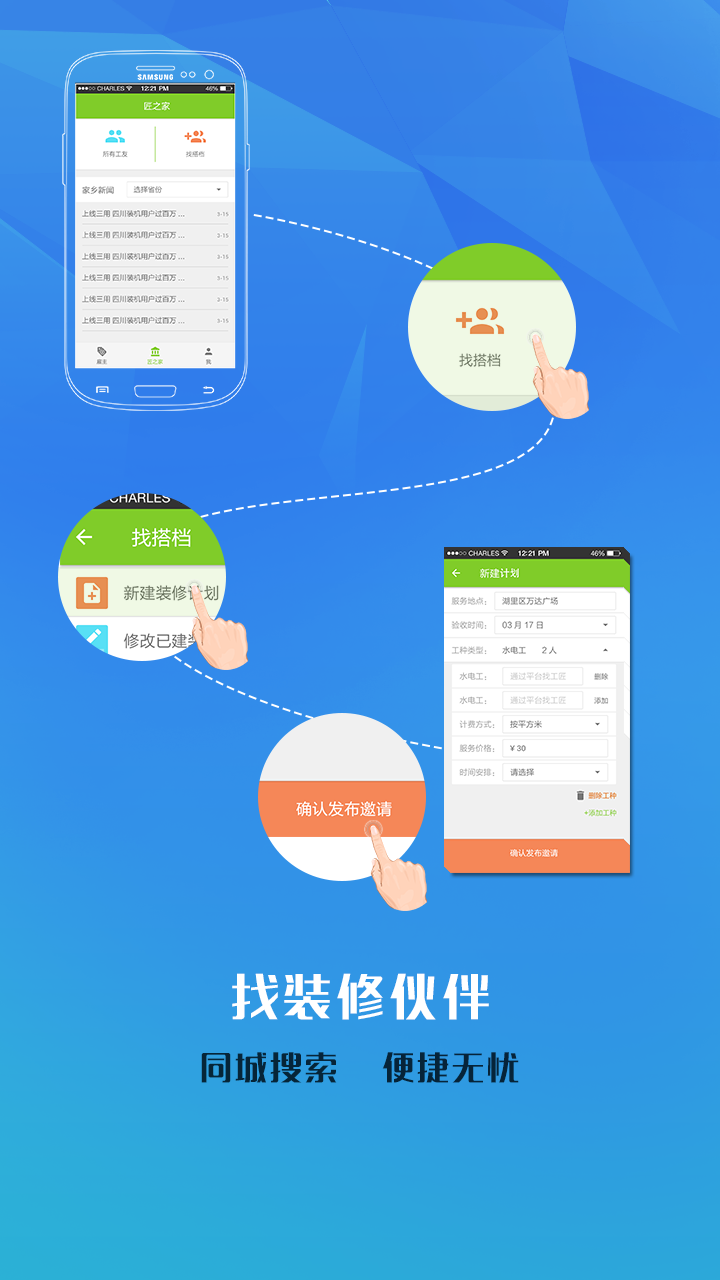 SAMSUNG
CHARLES 12:21 PM 46%
匠之家
所有工友 找搭档
家乡新闻 选择省份
上线三用 四川装机用户过百万 ... 3-15
上线三用 四川装机用户过百万 ... 3-15
上线三用 四川装机用户过百万 ... 3-15
上线三用 四川装机用户过百万 ... 3-15
上线三用 四川装机用户过百万 ... 3-15
上线三用 四川装机用户过百万 ... 3-15
雇主 匠之家 我
找搭档
CHARLES
找搭档
新建装修计划
修改已建
CHARLES 12:21 PM 46%
新建计划
服务地点： 湖里区万达广场
验收时间： 03 月 17 日
工种类型： 水电工 2 人
水电工： 通过平台找工匠 删除
水电工： 通过平台找工匠 添加
计费方式： 按平方米
服务价格： ¥ 30
时间安排： 请选择
删除工种
+添加工种
确认发布邀请
确认发布邀请
找装修伙伴
同城搜索 便捷无忧